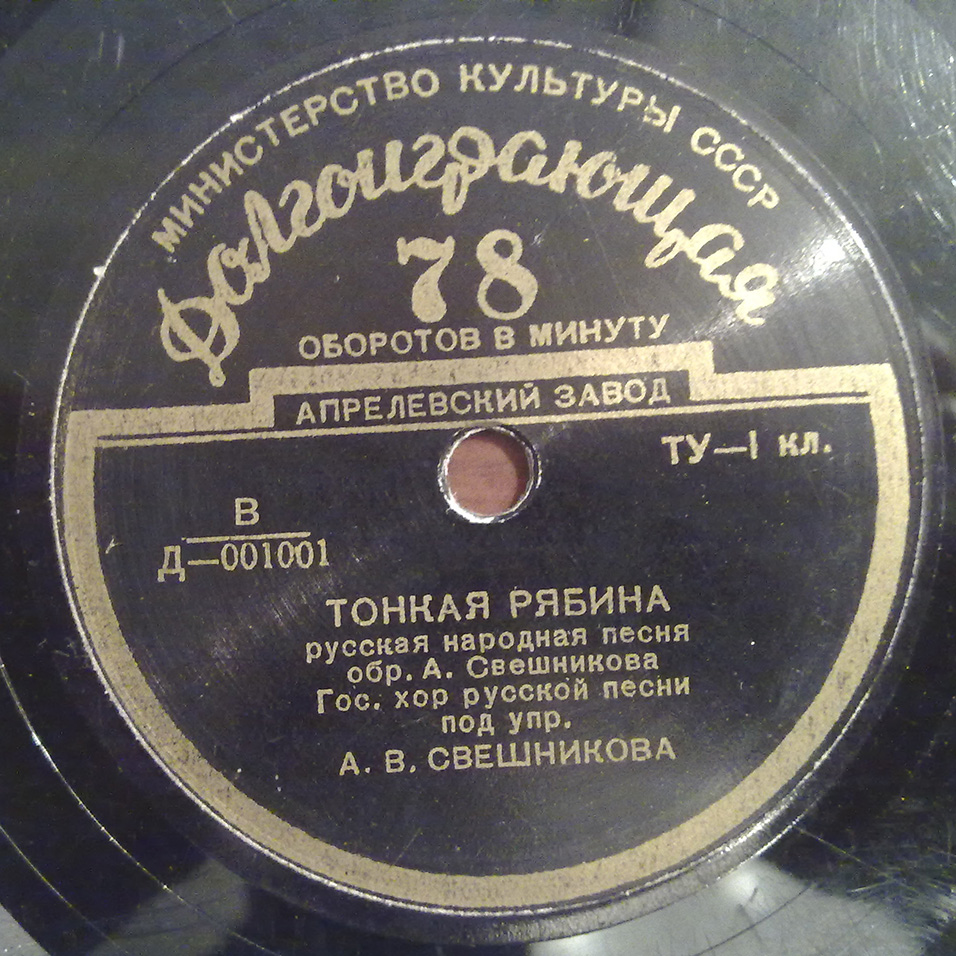 МИНИСТЕРСТВО КУЛЬТУРЫ СССР
Долгоиграющая
78
ОБОРОТОВ В МИНУТУ
АПРЕЛЕВСКИЙ ЗАВОД
ТУ—I КЛ.
В
Д—001001
ТОНКАЯ РЯБИНА
русская народная песня
обр. А. Свешникова
Гос. хор русской песни
под упр.
А. В. СВЕШНИКОВА